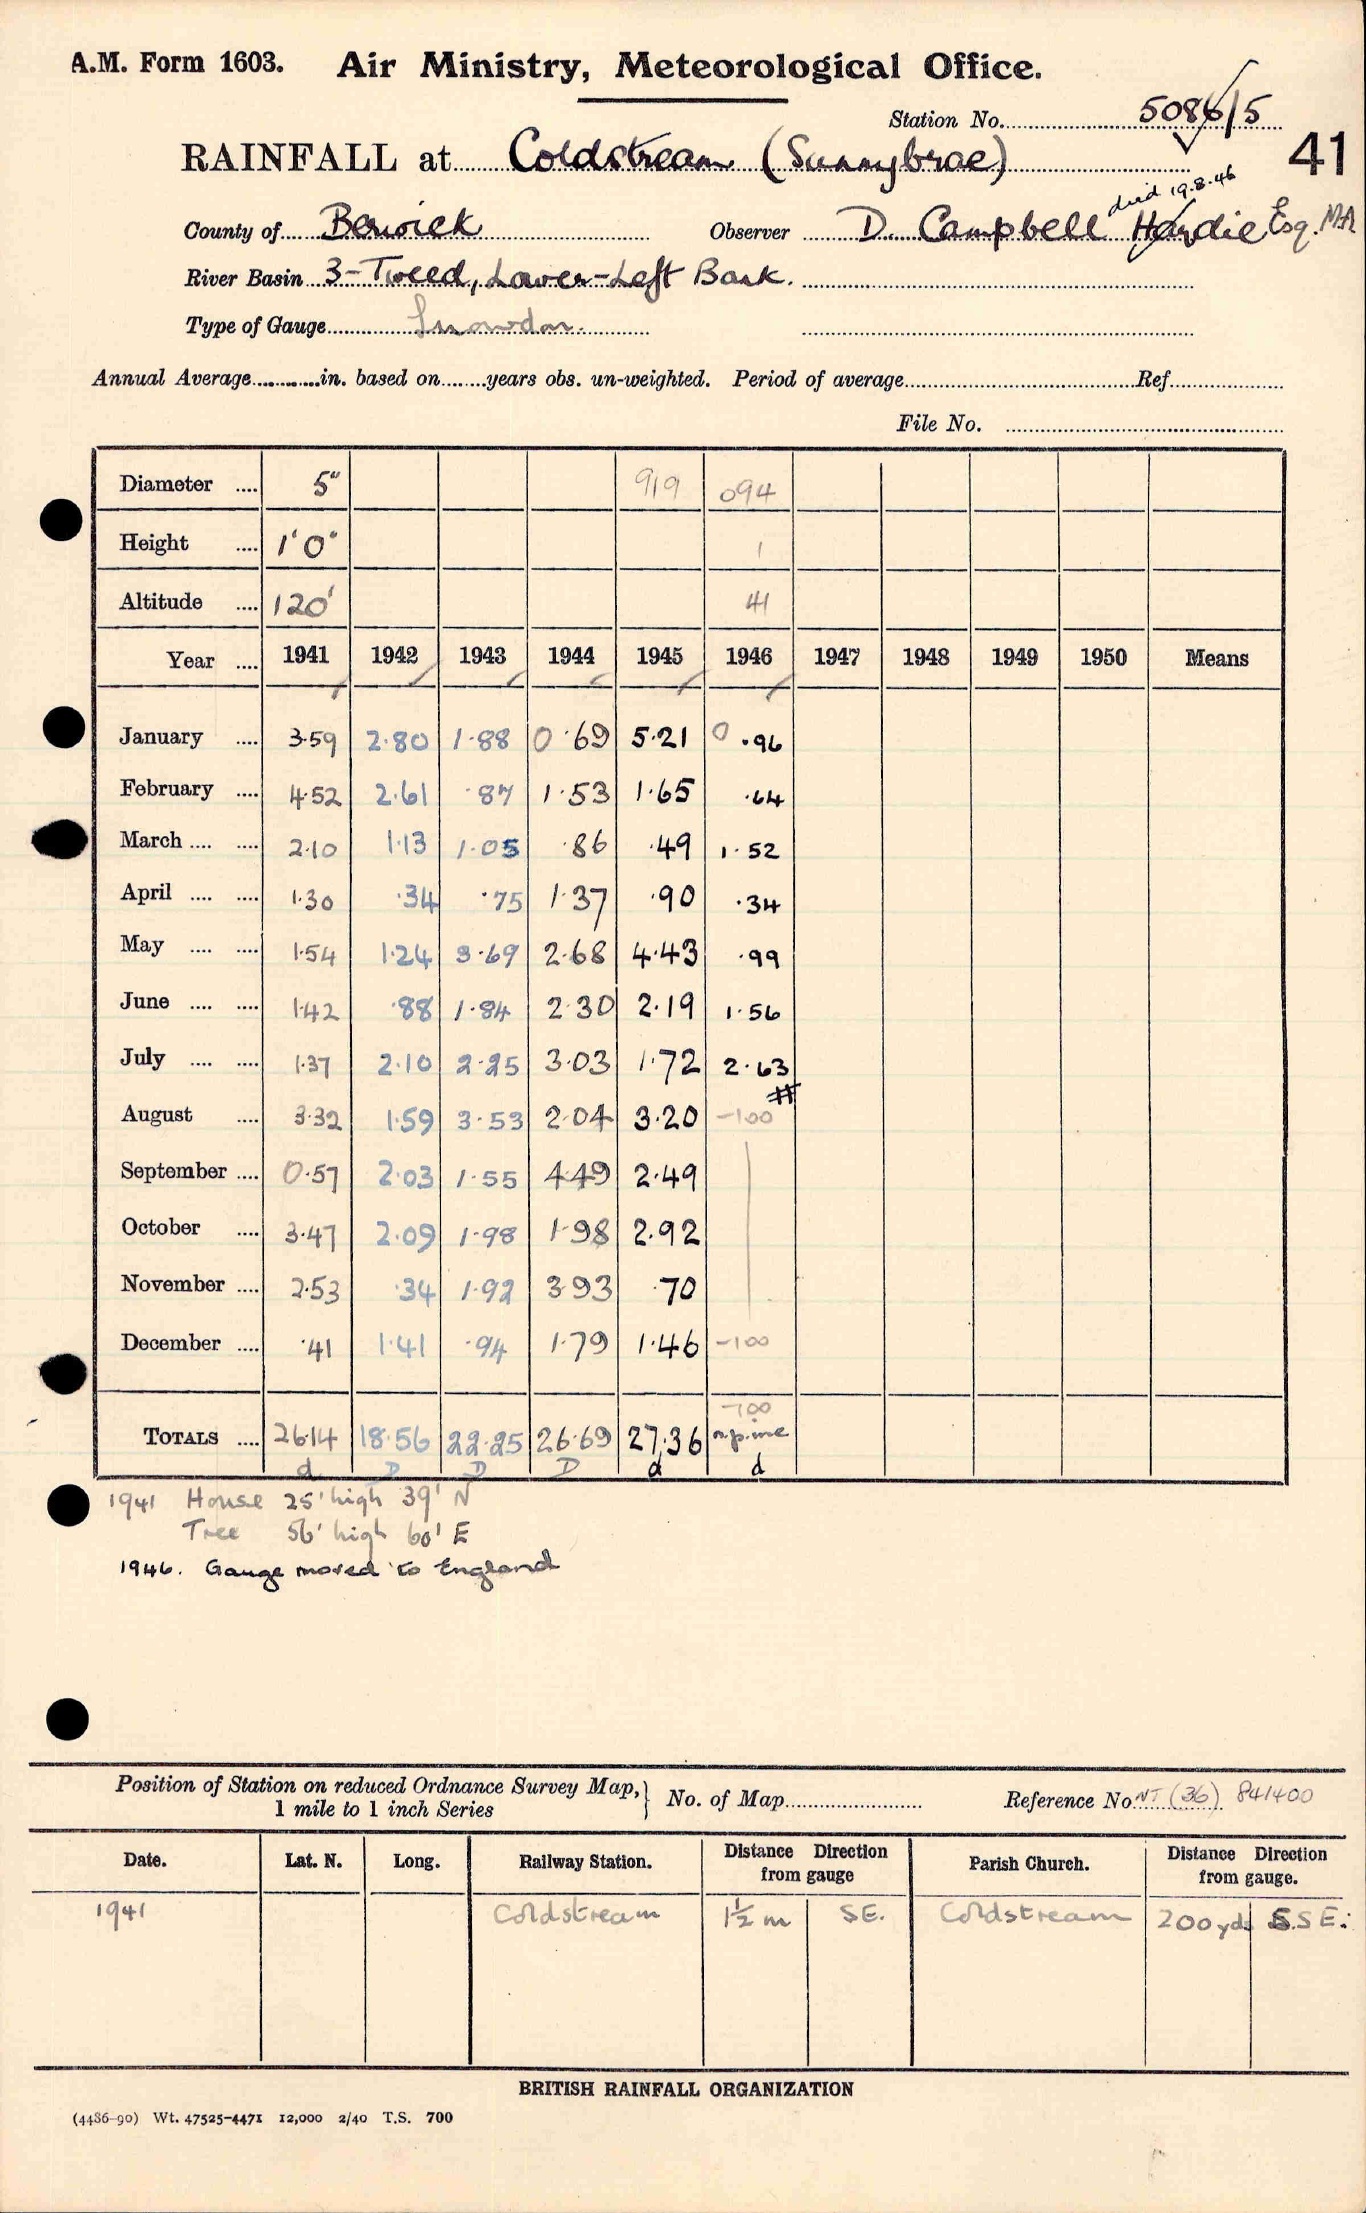 A.M. Form 1603. Air Ministry, Meteorological Office.
Station No. 5086/5
RAINFALL at Coldstream (Sunnybrae) 41
died 19.8.46
County of Berwick Observer D. Campbell Hardie Esq. MA
River Basin 3-Tweed, Lower-Left Bank.
Type of Gauge Snowdon.
Annual Average............in. based on........years obs. un-weighted. Period of average..........Ref..........
File No. ..........
Diameter .... 5" 919 094
Height .... 1'0" 1
Altitude .... 120' 41
Year .... 1941 1942 1943 1944 1945 1946 1947 1948 1949 1950 Means
January .... 3.59 2.80 1.88 0.69 5.21 0.96
February .... 4.52 2.61 .87 1.53 1.65 .64
March .... .... 2.10 1.13 1.05 .86 .49 1.52
April .... .... 1.30 .34 .75 1.37 .90 .34
May .... .... 1.54 1.24 3.69 2.68 4.43 .99
June .... .... 1.42 .88 1.84 2.30 2.19 1.56
July .... .... 1.37 2.10 2.25 3.03 1.72 2.63
#
August .... 3.32 1.59 3.53 2.04 3.20 -100
September .... 0.57 2.03 1.55 4.49 2.49
October .... 3.47 2.09 1.98 1.98 2.92
November .... 2.53 .34 1.92 3.93 .70
December .... .41 1.41 .94 1.79 1.46 -100
-700
TOTALS .... 26.14 18.56 22.25 26.69 27.36 n.p.ine
d D D D d d
1941 House 25' high 39' N
Tree 56' high 60' E
1946. Gauge moved to England
Position of Station on reduced Ordnance Survey Map,} No. of Map.......... Reference No NT (36) 841400
1 mile to 1 inch Series
Date. Lat. N. Long. Railway Station. Distance Direction from gauge Parish Church. Distance Direction from gauge.
1941 Coldstream 1½ m SE. Coldstream 200 yds S.S E.
BRITISH RAINFALL ORGANIZATION
(4486-90) Wt. 47525-4471 12,000 2/40 T.S. 700